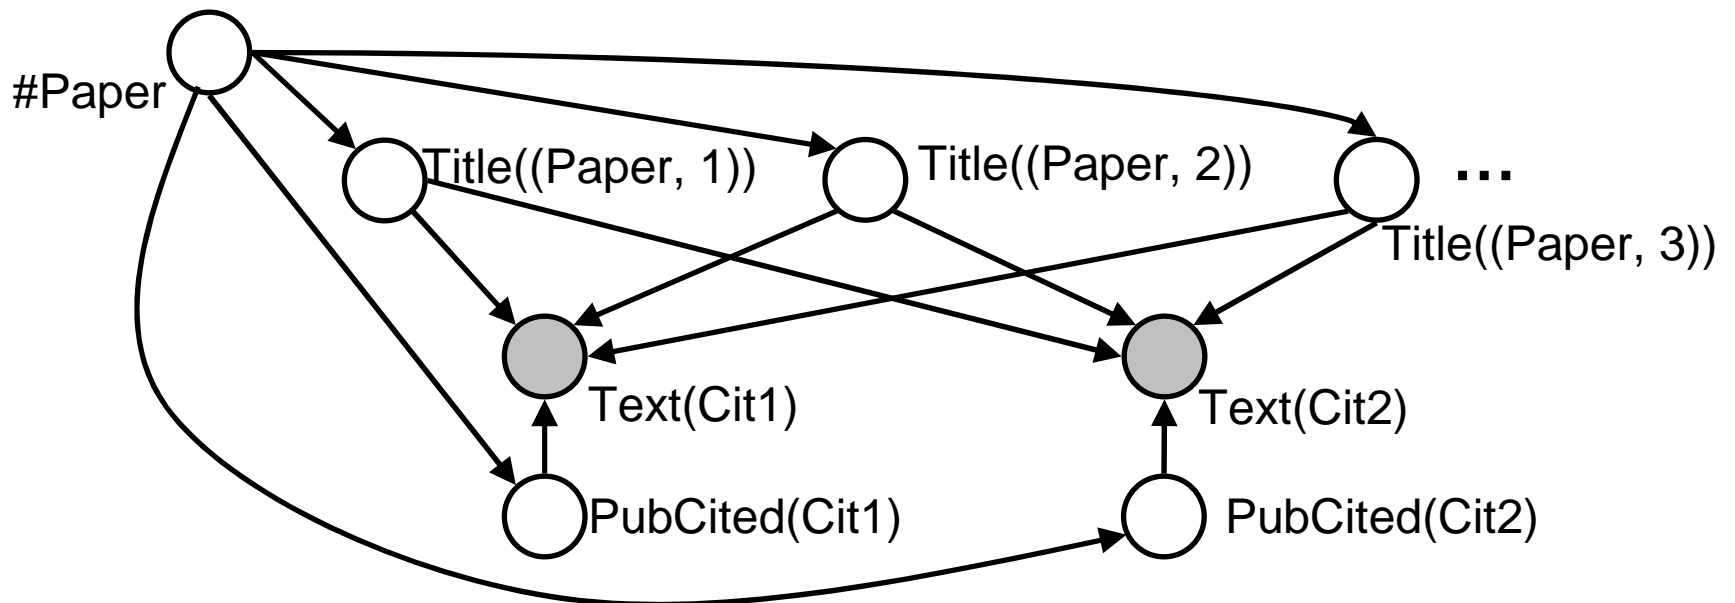 #Paper
Title((Paper, 1))
Title((Paper, 2))
...
Title((Paper, 3))
Text(Cit1)
Text(Cit2)
PubCited(Cit1)
PubCited(Cit2)